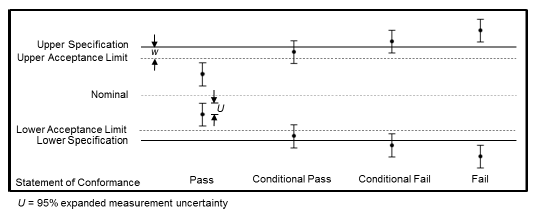 Upper Specification
w
Upper Acceptance Limit
Nominal
U
Lower Acceptance Limit
Lower Specification
Statement of Conformance Pass Conditional Pass Conditional Fail Fail
U = 95% expanded measurement uncertainty